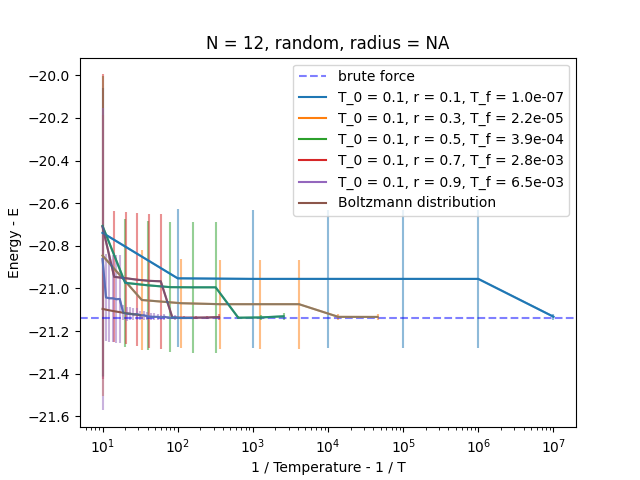 N = 12, random, radius = NA
brute force
T_0 = 0.1, r = 0.1, T_f = 1.0e-07
T_0 = 0.1, r = 0.3, T_f = 2.2e-05
T_0 = 0.1, r = 0.5, T_f = 3.9e-04
T_0 = 0.1, r = 0.7, T_f = 2.8e-03
T_0 = 0.1, r = 0.9, T_f = 6.5e-03
Boltzmann distribution
Energy - E
−20.0
−20.2
−20.4
−20.6
−20.8
−21.0
−21.2
−21.4
−21.6
10¹ 10² 10³ 10⁴ 10⁵ 10⁶ 10⁷
1 / Temperature - 1 / T